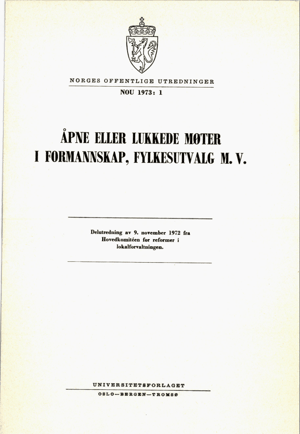 NORGES OFFENTLIGE UTREDNINGER
NOU 1973: 1
ÅPNE ELLER LUKKEDE MØTER
I FORMANNSKAP, FYLKESUTVALG M. V.
Delutredning av 9. november 1972 fra
Hovedkomitéen for reformer i
lokalforvaltningen.
UNIVERSITETSFORLAGET
OSLO—BERGEN—TROMSØ